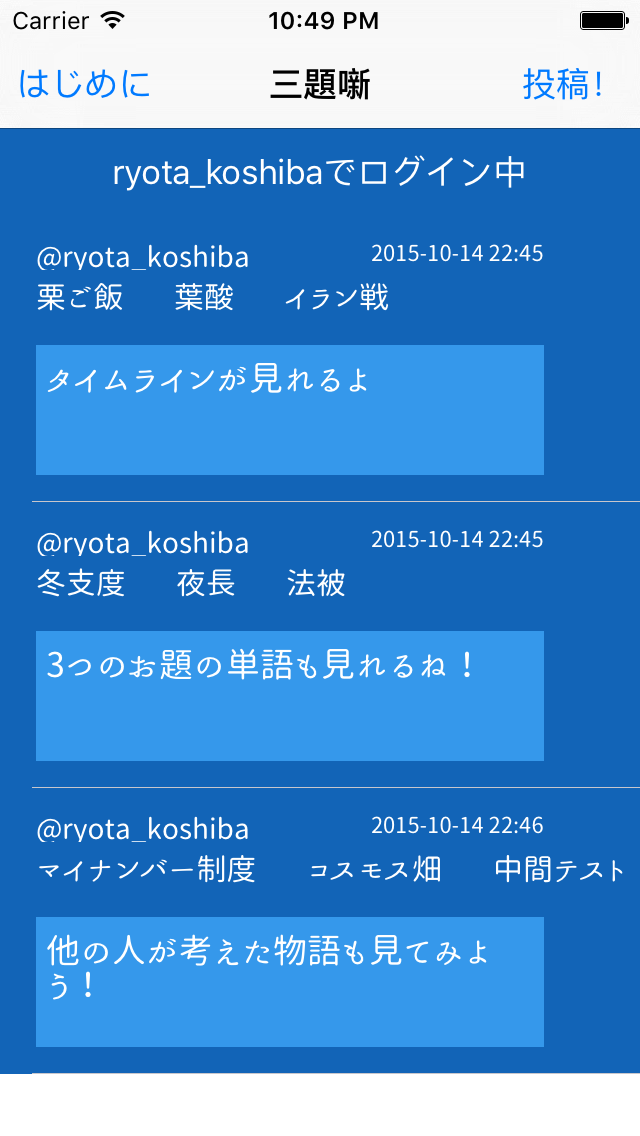 Carrier 10:49 PM
はじめに 三題噺 投稿!
ryota_koshibaでログイン中
@ryota_koshiba 2015-10-14 22:45
栗ご飯 葉酸 イラン戦
タイムラインが見れるよ
@ryota_koshiba 2015-10-14 22:45
冬支度 夜長 法被
3つのお題の単語も見れるね！
@ryota_koshiba 2015-10-14 22:46
マイナンバー制度 コスモス畑 中間テスト
他の人が考えた物語も見てみよ
う！